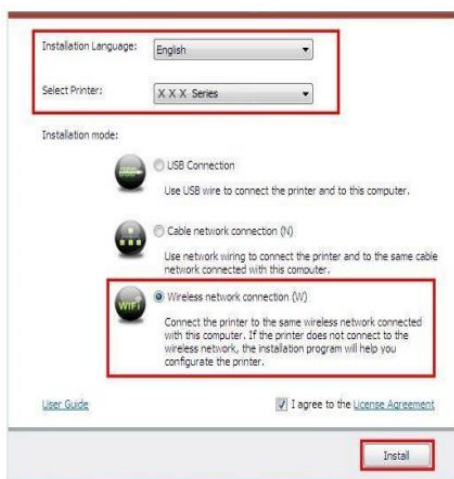 Installation Language: English
Select Printer: X X X Series
Installation mode:
USB
USB Connection
Use USB wire to connect the printer and to this computer.
Cable network connection (N)
Use network wiring to connect the printer and to the same cable
network connected with this computer.
WiFi
Wireless network connection (W)
Connect the printer to the same wireless network connected
with this computer. If the printer does not connect to the
wireless network, the installation program will help you
configurate the printer.
User Guide
I agree to the License Agreement
Install